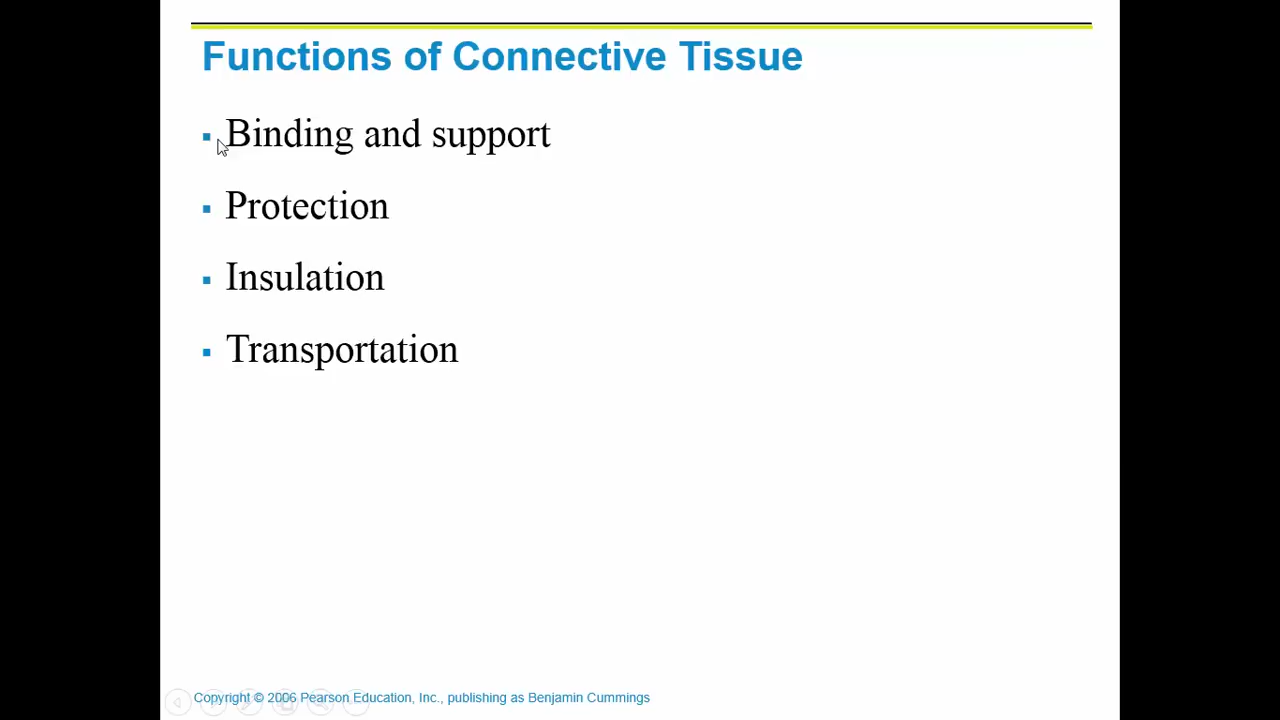 Functions of Connective Tissue
Binding and support
Protection
Insulation
Transportation
Copyright © 2006 Pearson Education, Inc., publishing as Benjamin Cummings